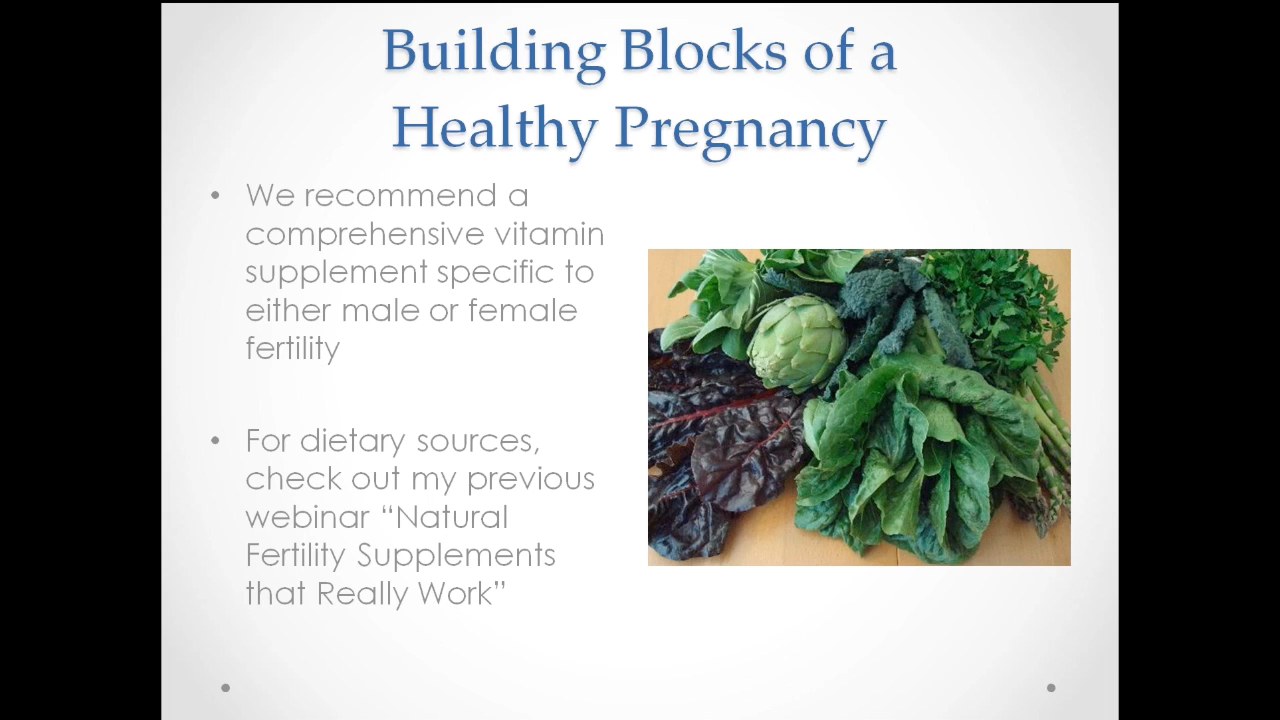 Building Blocks of a
Healthy Pregnancy
• We recommend a
comprehensive vitamin
supplement specific to
either male or female
fertility
• For dietary sources,
check out my previous
webinar “Natural
Fertility Supplements
that Really Work”